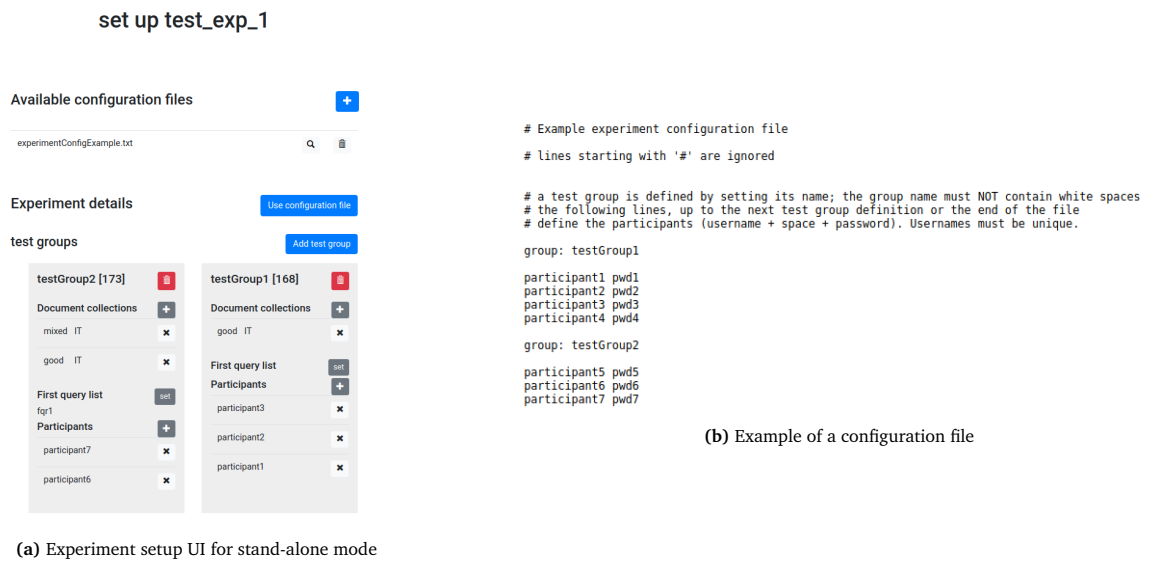 set up test_exp_1
Available configuration files
+
experimentConfigExample.txt
Experiment details
Use configuration file
test groups
Add test group
testGroup2 [173]
Document collections
+
mixed IT
good IT
First query list
set
fqr1
Participants
+
participant7
participant6
testGroup1 [168]
Document collections
+
good IT
First query list
set
Participants
+
participant3
participant2
participant1
(a) Experiment setup UI for stand-alone mode
# Example experiment configuration file
# lines starting with '#' are ignored
# a test group is defined by setting its name; the group name must NOT contain white spaces
# the following lines, up to the next test group definition or the end of the file
# define the participants (username + space + password). Usernames must be unique.
group: testGroup1
participant1 pwd1
participant2 pwd2
participant3 pwd3
participant4 pwd4
group: testGroup2
participant5 pwd5
participant6 pwd6
participant7 pwd7
(b) Example of a configuration file